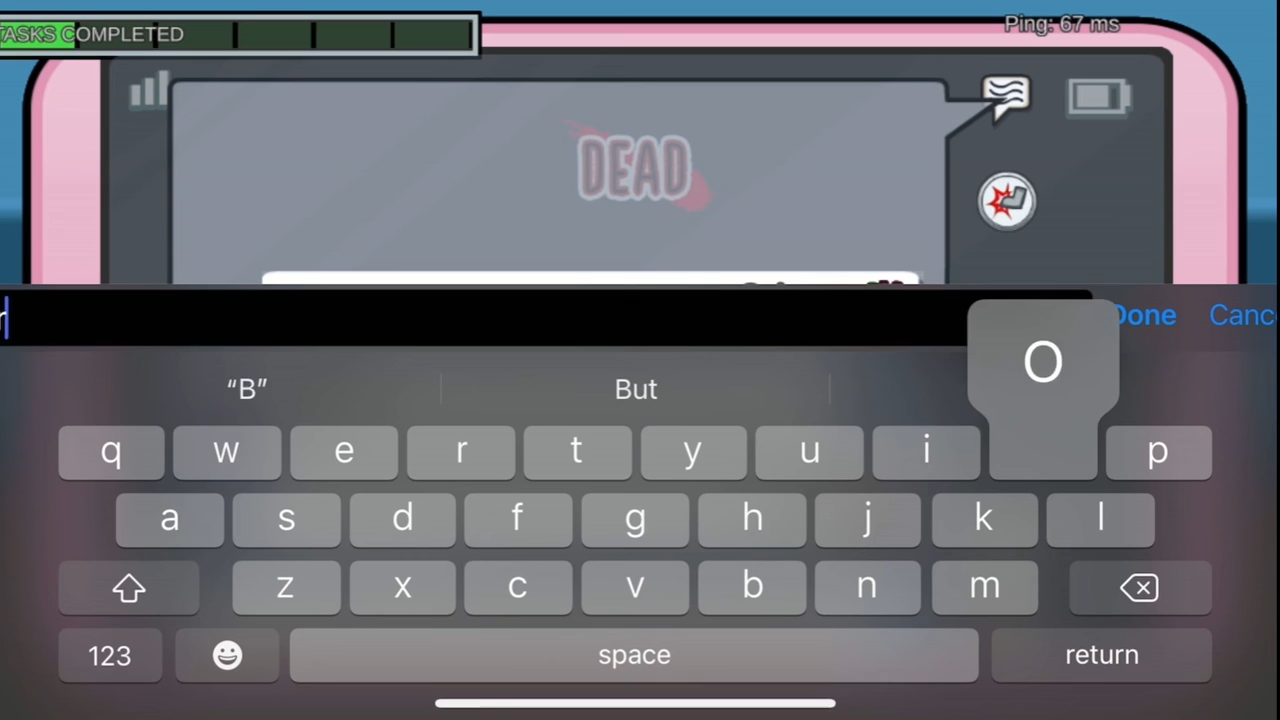 TASKS COMPLETED
Ping: 67 ms
DEAD
Done
Canc
O
“B”
But
q w e r t y u i p
a s d f g h j k l
z x c v b n m
123
space
return